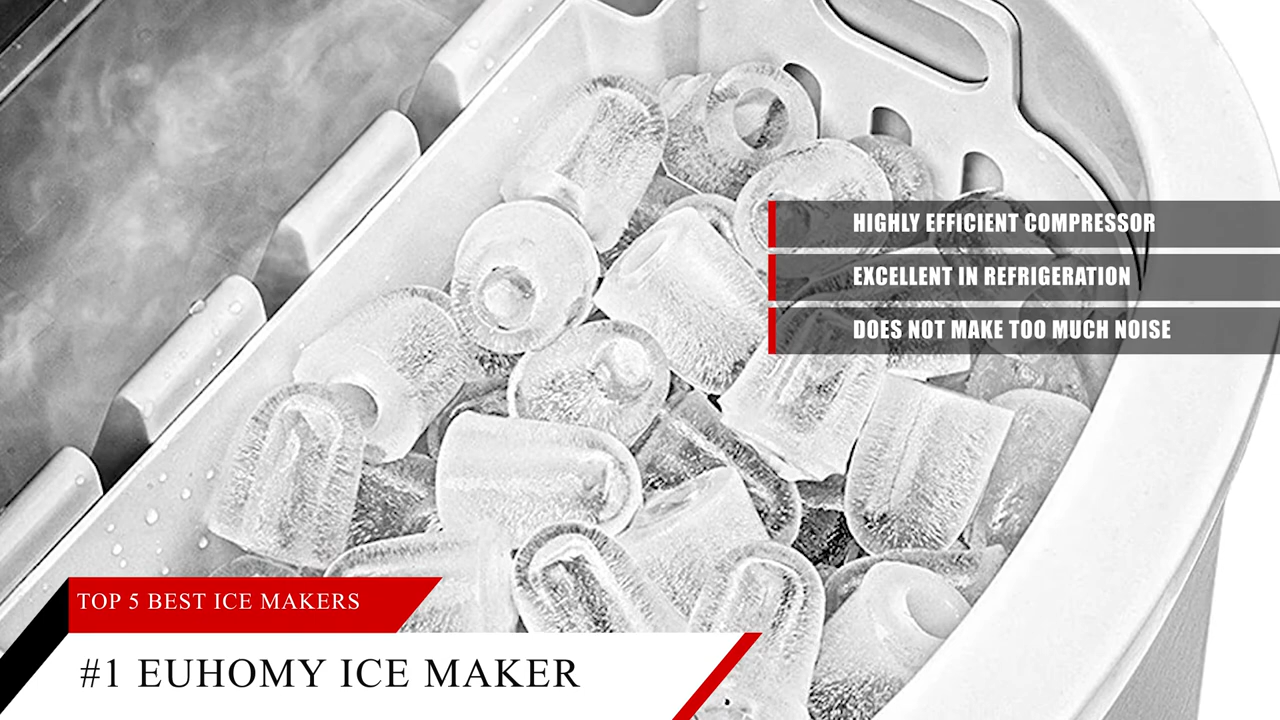 HIGHLY EFFICIENT COMPRESSOR
EXCELLENT IN REFRIGERATION
DOES NOT MAKE TOO MUCH NOISE
TOP 5 BEST ICE MAKERS
#1 EUHOMY ICE MAKER